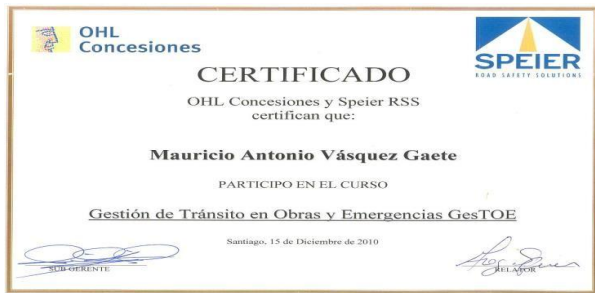 OHL
Concesiones
SPEIER
ROAD SAFETY SOLUTIONS
CERTIFICADO
OHL Concesiones y Speier RSS
certifican que:
Mauricio Antonio Vásquez Gaete
PARTICIPO EN EL CURSO
Gestión de Tránsito en Obras y Emergencias GesTOE
Santiago, 15 de Diciembre de 2010
SUB GERENTE
RELATOR